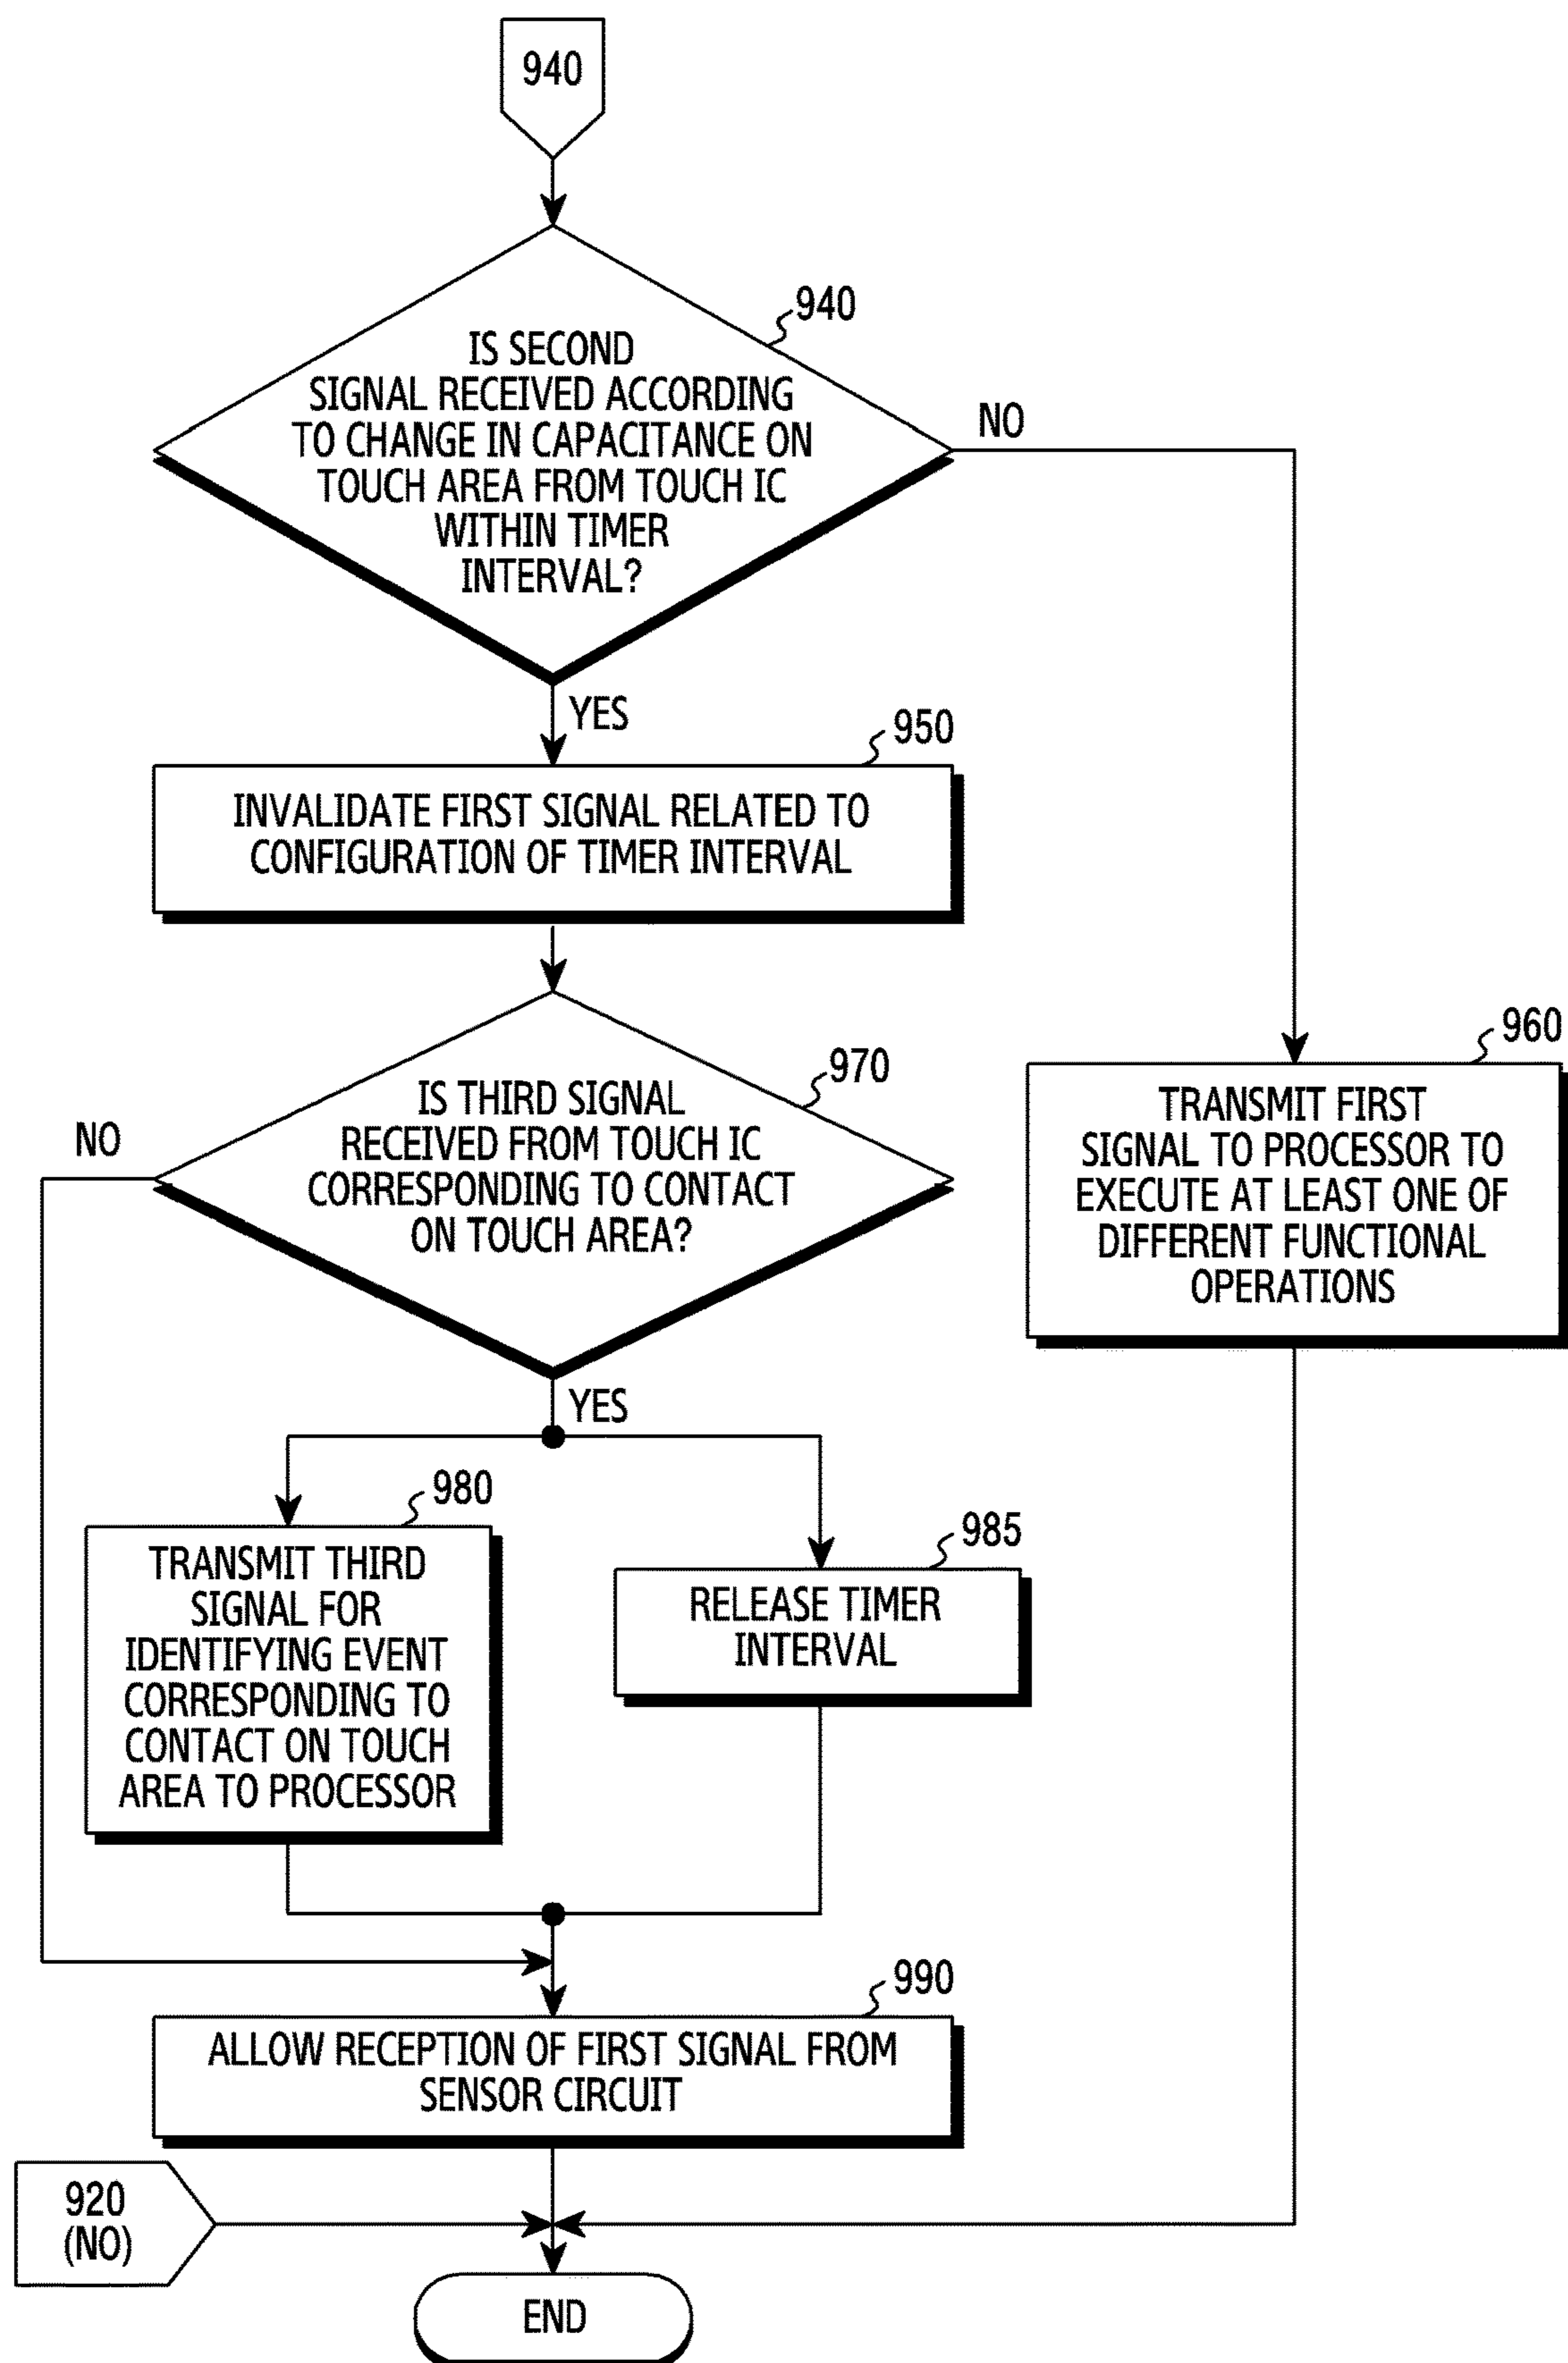 940
940
IS SECOND
SIGNAL RECEIVED ACCORDING
TO CHANGE IN CAPACITANCE ON
TOUCH AREA FROM TOUCH IC
WITHIN TIMER
INTERVAL?
NO
YES
950
INVALIDATE FIRST SIGNAL RELATED TO
CONFIGURATION OF TIMER INTERVAL
970
IS THIRD SIGNAL
RECEIVED FROM TOUCH IC
CORRESPONDING TO CONTACT
ON TOUCH AREA?
NO
960
TRANSMIT FIRST
SIGNAL TO PROCESSOR TO
EXECUTE AT LEAST ONE OF
DIFFERENT FUNCTIONAL
OPERATIONS
YES
980
TRANSMIT THIRD
SIGNAL FOR
IDENTIFYING EVENT
CORRESPONDING TO
CONTACT ON TOUCH
AREA TO PROCESSOR
985
RELEASE TIMER
INTERVAL
990
ALLOW RECEPTION OF FIRST SIGNAL FROM
SENSOR CIRCUIT
920
(NO)
END